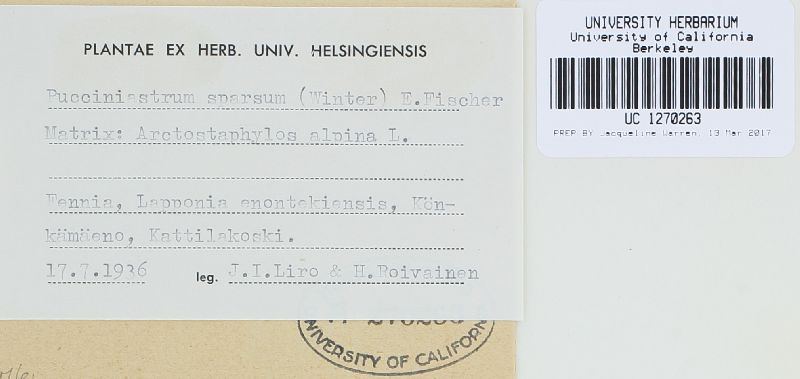 PLANTAE EX HERB. UNIV. HELSINGIENSIS
Pucciniastrum sparsum (Winter) E.Fischer
Matrix: Arctostaphylos alpina L.
Fennia, Lapponia enontekiensis, Kön-
kämäeno, Kattilakoski.
17.7.1936 leg. J.I.Liro & H.Roivainen
UNIVERSITY HERBARIUM
University of California
Berkeley
UC 1270263
PREP BY Jacqueline Warren, 13 Mar 2017
UNIVERSITY OF CALIFORN